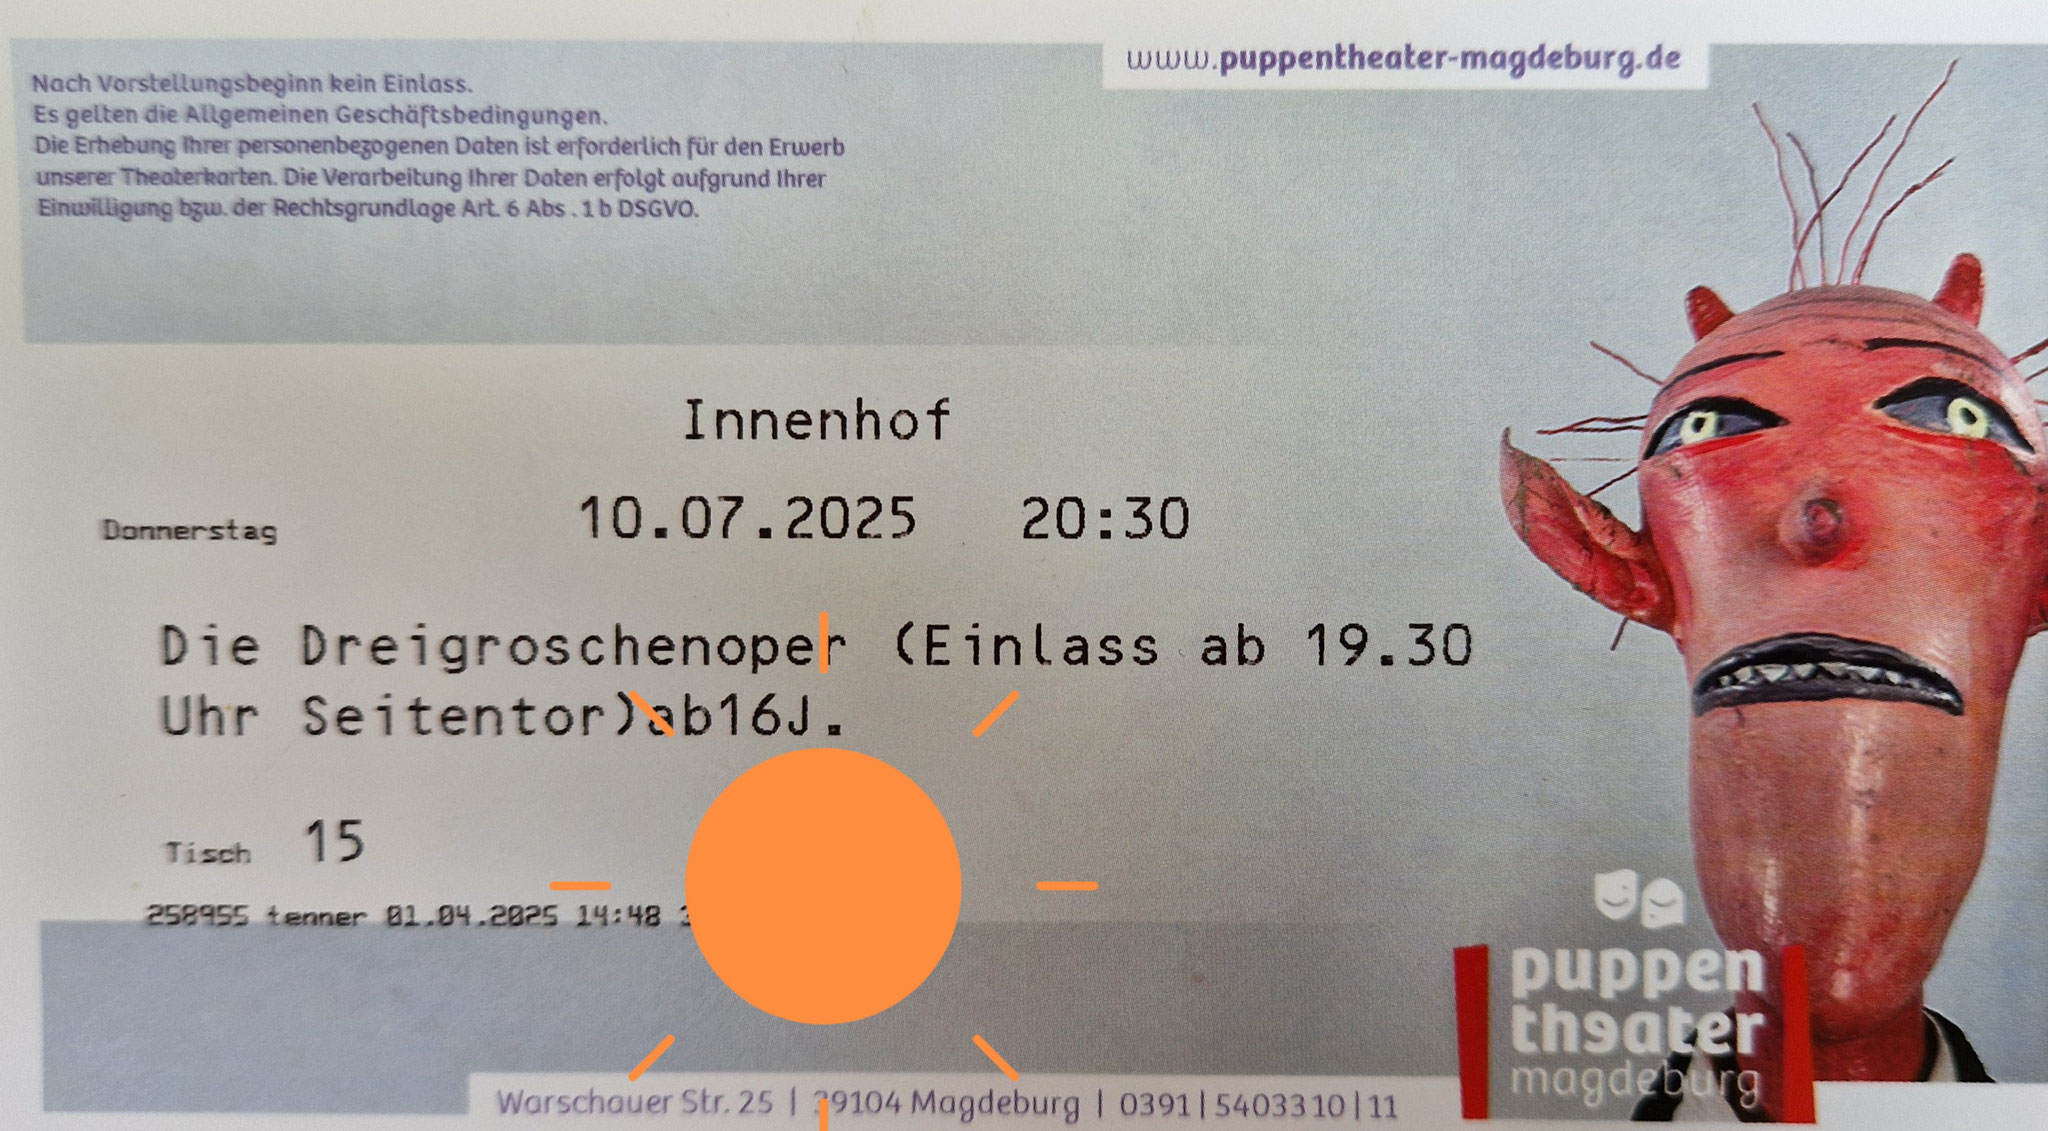 www.puppentheater-magdeburg.de
Nach Vorstellungsbeginn kein Einlass.
Es gelten die Allgemeinen Geschäftsbedingungen.
Die Erhebung Ihrer personenbezogenen Daten ist erforderlich für den Erwerb
unserer Theaterkarten. Die Verarbeitung Ihrer Daten erfolgt aufgrund Ihrer
Einwilligung bzw. der Rechtsgrundlage Art. 6 Abs . 1 b DSGVO.
Innenhof
Donnerstag 10.07.2025 20:30
Die Dreigroschenoper (Einlass ab 19.30
Uhr Seitentor)ab16J.
Tisch 15
258955 tenner 01.04.2025 14:48
puppen
theater
magdeburg
Warschauer Str. 25 | 39104 Magdeburg | 0391|5403310|11